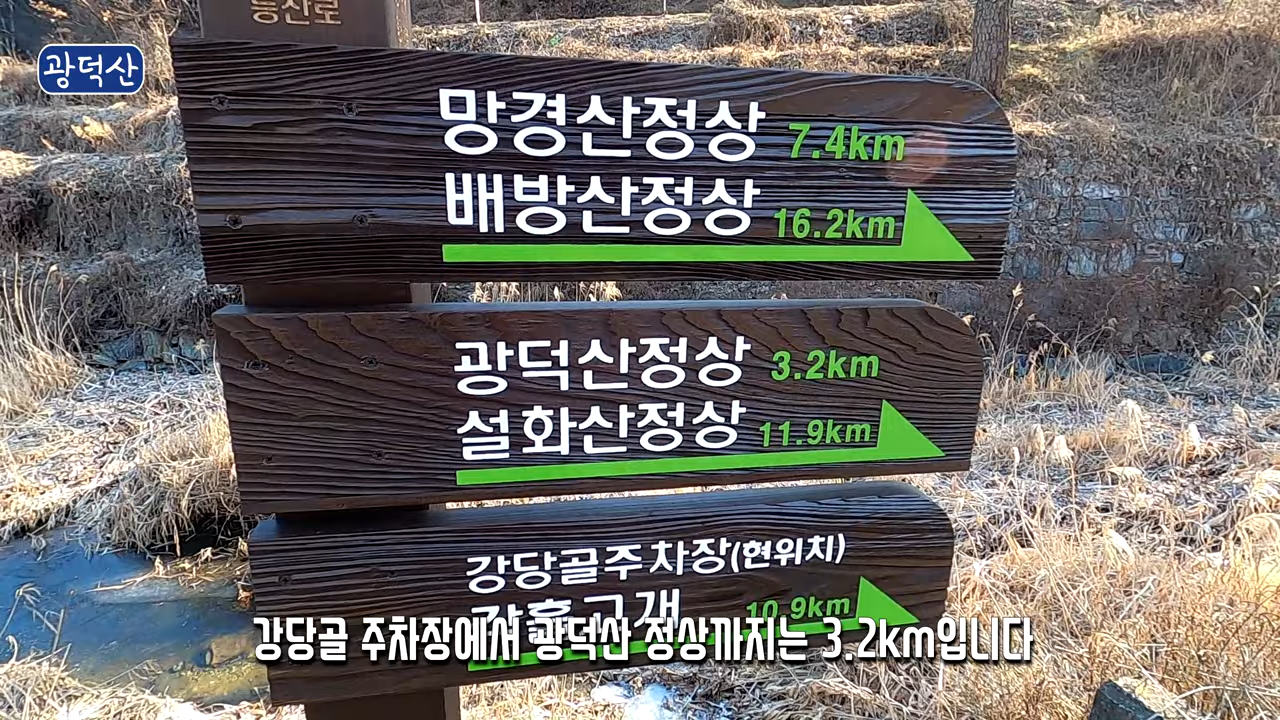 등산로
광덕산
망경산정상 7.4km
배방산정상 16.2km
광덕산정상 3.2km
설화산정상 11.9km
강당골주차장(현위치)
10.9km
강당골 주차장에서 광덕산 정상까지는 3.2km입니다